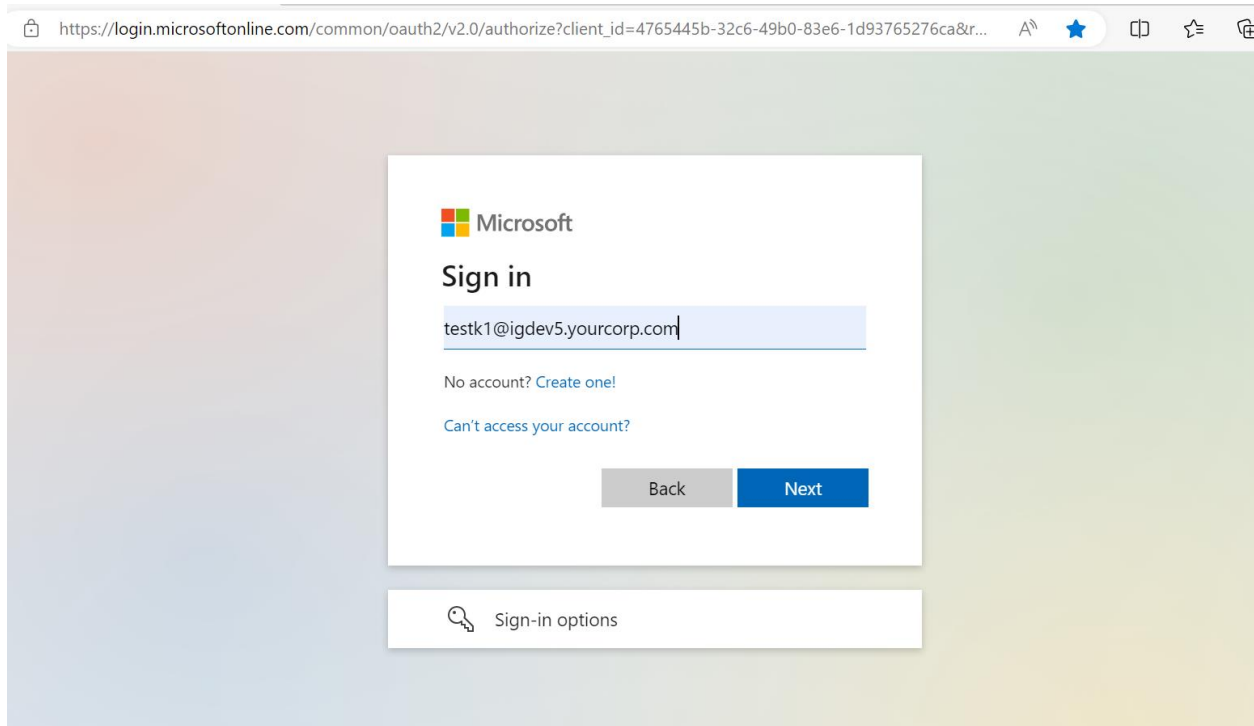 https://login.microsoftonline.com/common/oauth2/v2.0/authorize?client_id=4765445b-32c6-49b0-83e6-1d93765276ca&r...
Microsoft
Sign in
testk1@igdev5.yourcorp.com
No account? Create one!
Can't access your account?
Back Next
Sign-in options